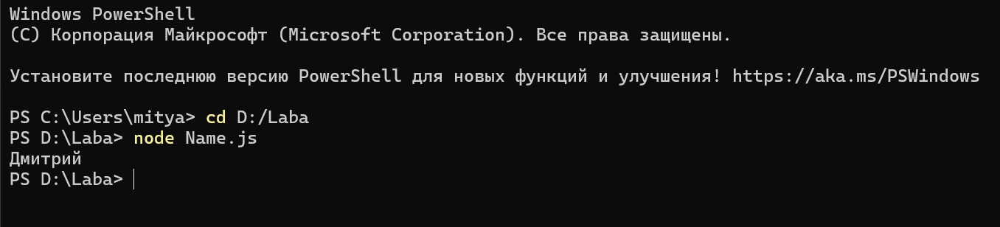 Windows PowerShell
(C) Корпорация Майкрософт (Microsoft Corporation). Все права защищены.
Установите последнюю версию PowerShell для новых функций и улучшения! https://aka.ms/PSWindows
PS C:\Users\mitya> cd D:/Laba
PS D:\Laba> node Name.js
Дмитрий
PS D:\Laba>